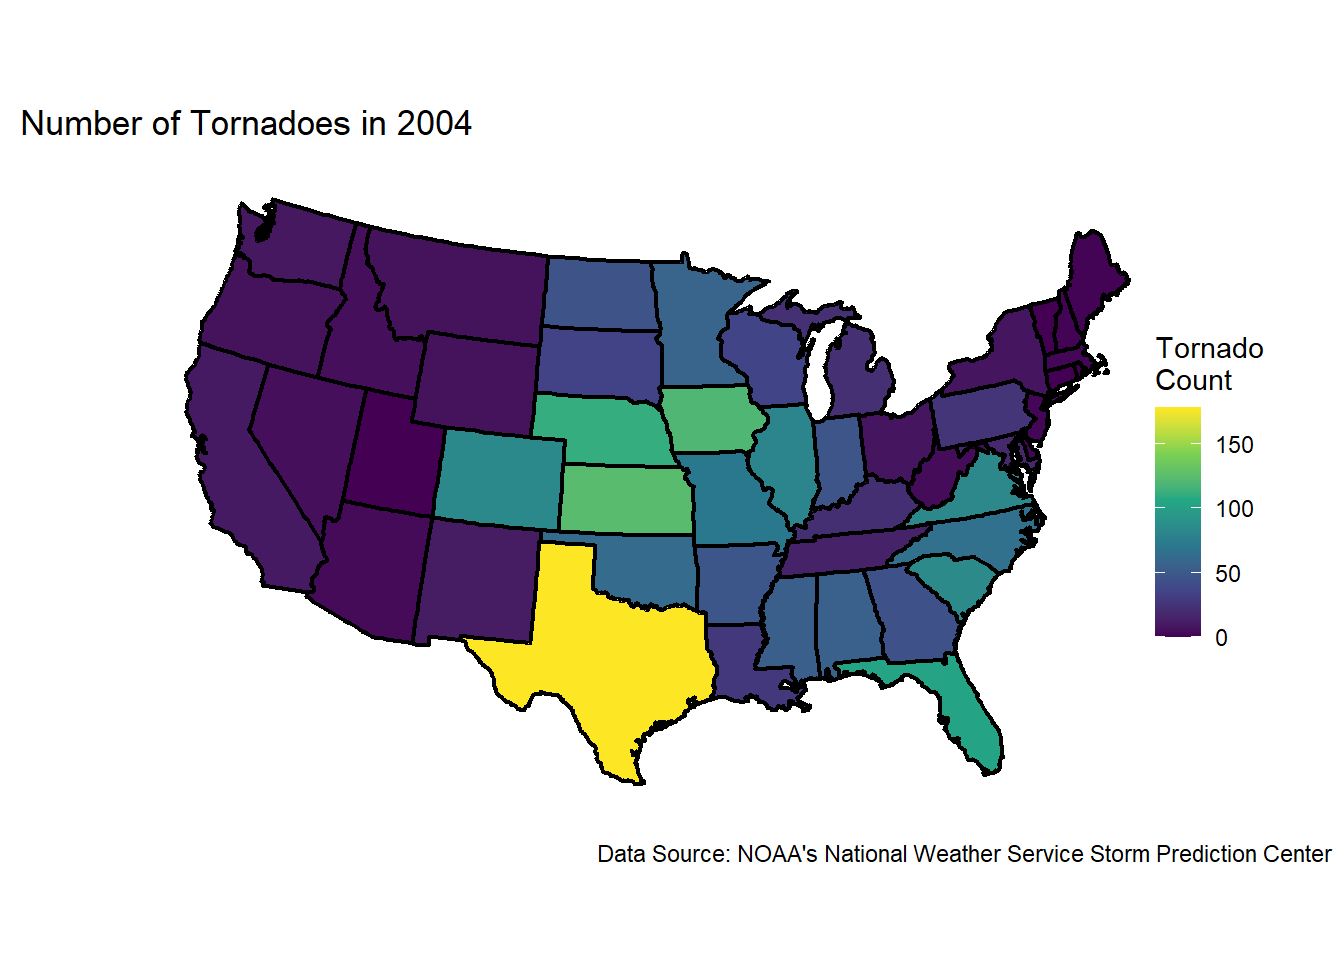 Number of Tornadoes in 2004
Tornado
Count
150
100
50
0
Data Source: NOAA's National Weather Service Storm Prediction Center